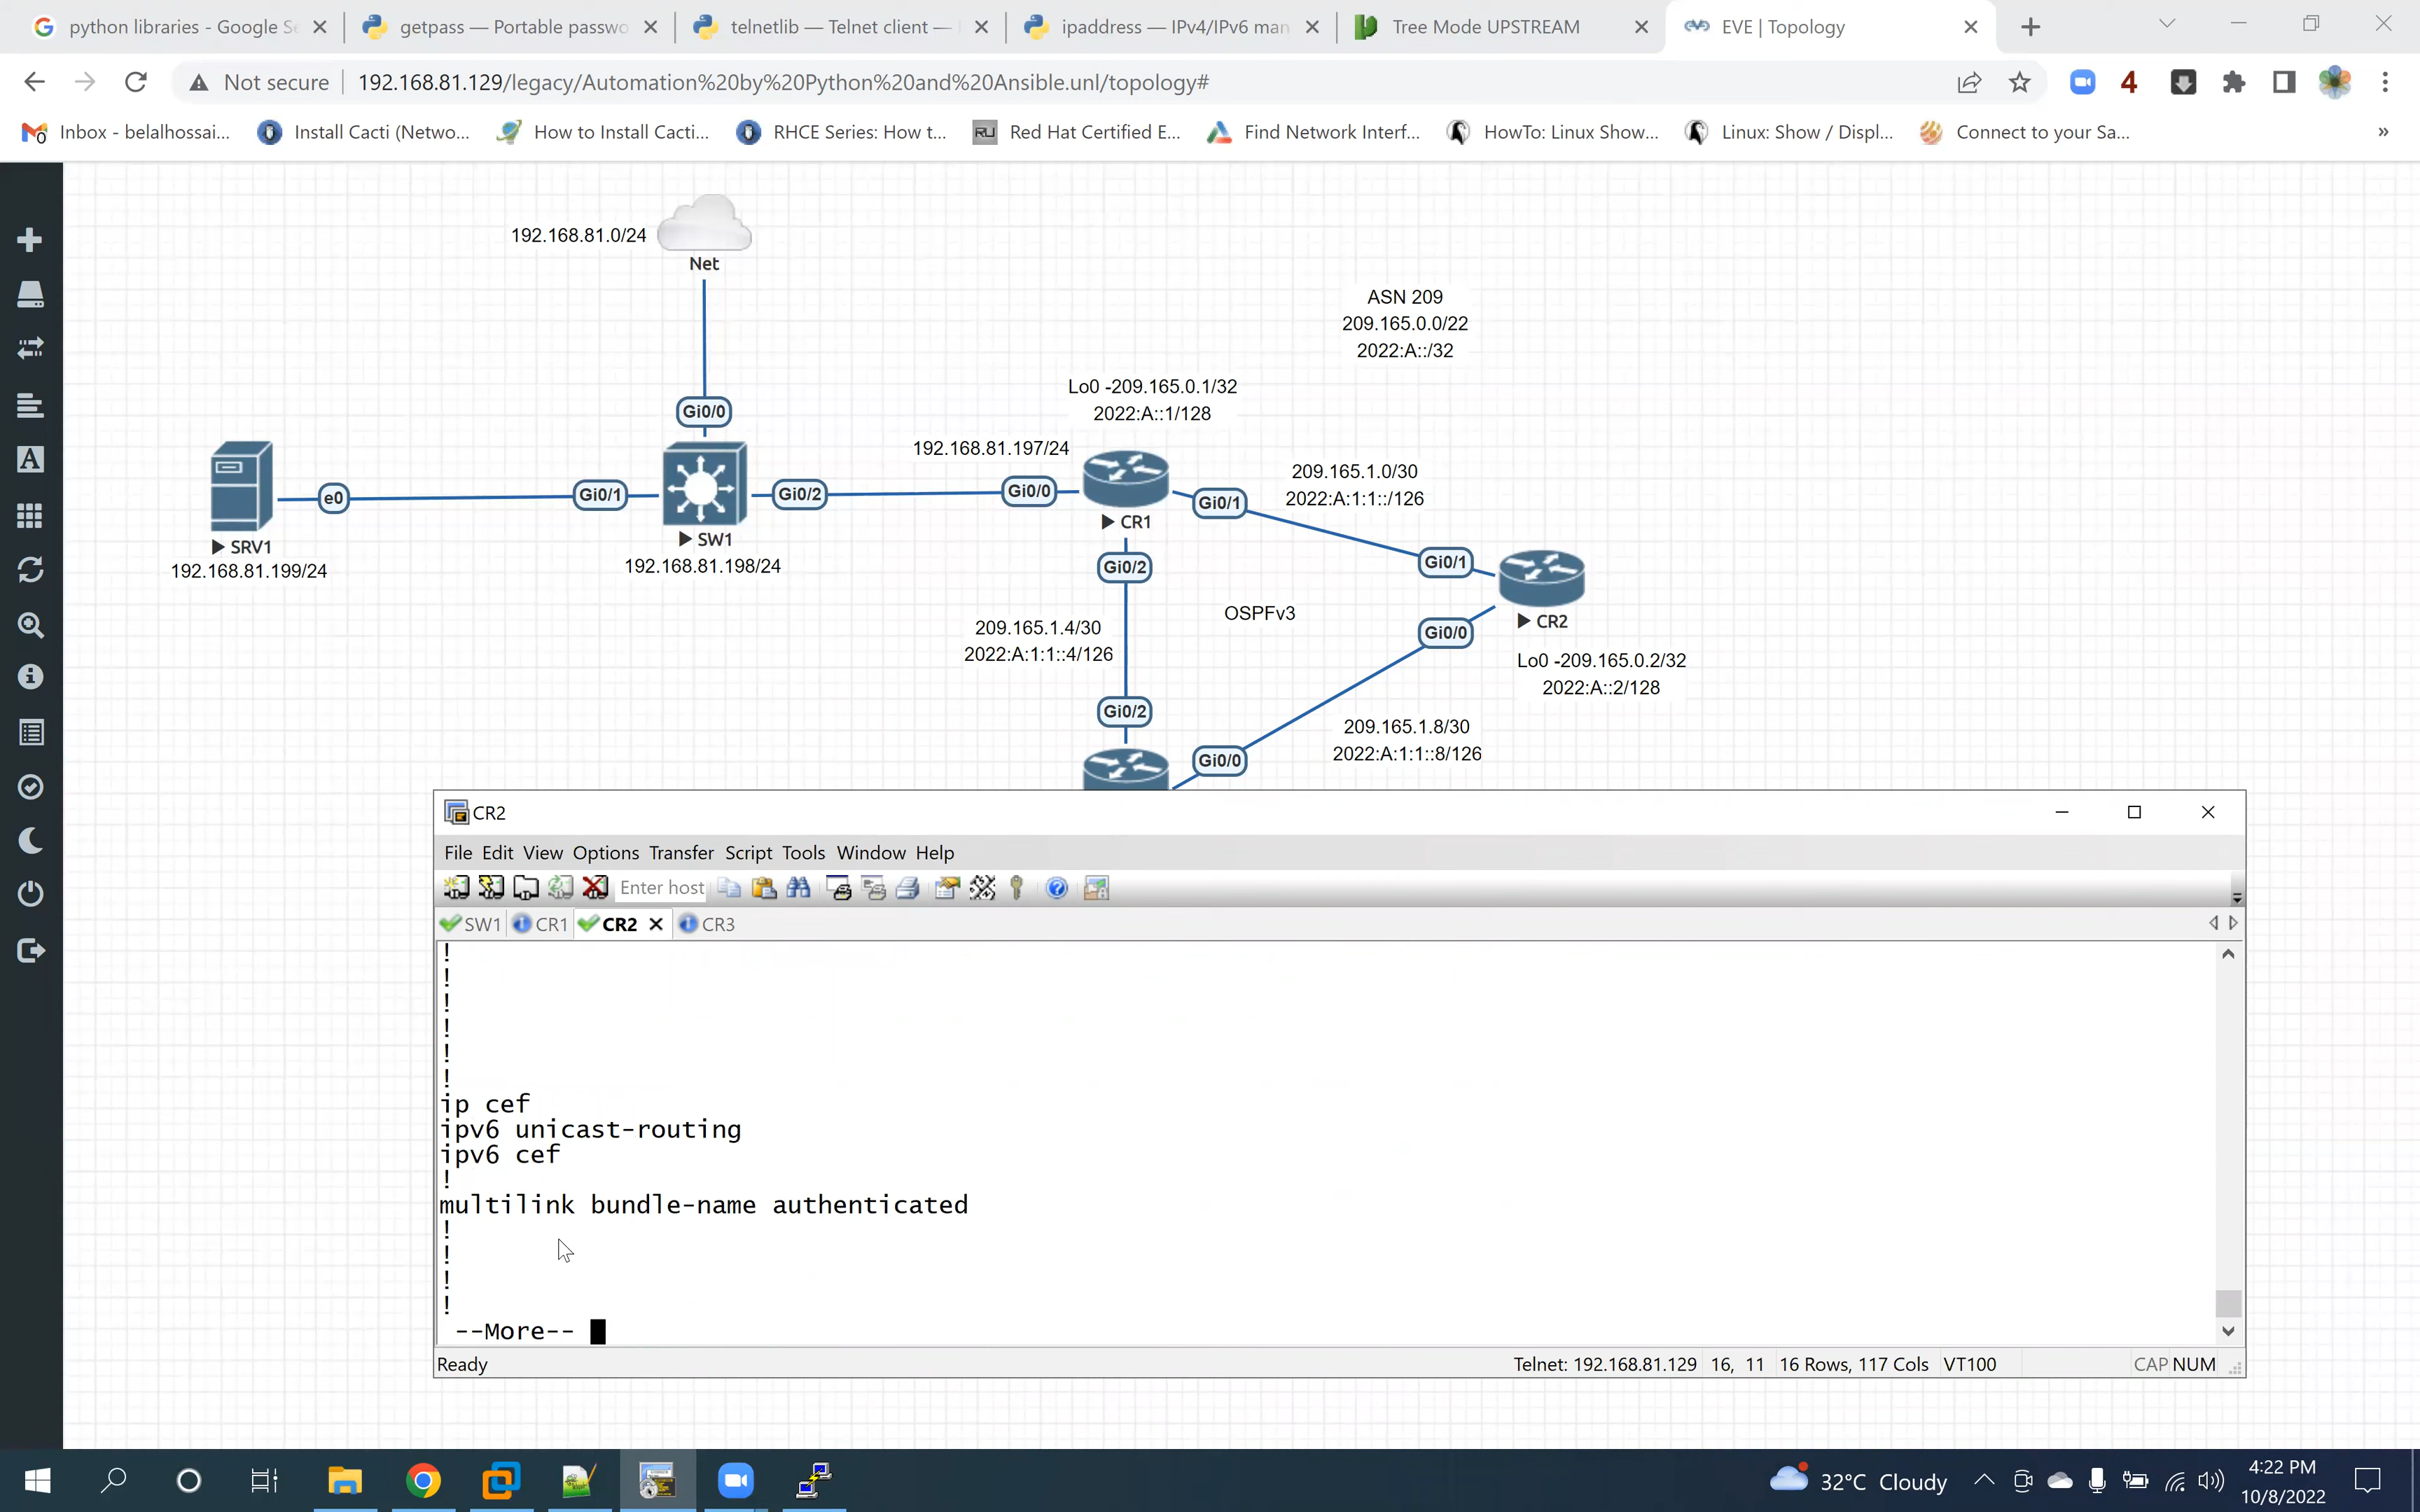 python libraries - Google Se
getpass — Portable passwo
telnetlib — Telnet client —
ipaddress — IPv4/IPv6 man
Tree Mode UPSTREAM
EVE | Topology
Not secure
192.168.81.129/legacy/Automation%20by%20Python%20and%20Ansible.unl/topology#
4
Inbox - belalhossai...
Install Cacti (Netwo...
How to Install Cacti...
RHCE Series: How t...
RU
Red Hat Certified E...
Find Network Interf...
HowTo: Linux Show...
Linux: Show / Displ...
Connect to your Sa...
»
192.168.81.0/24
Net
ASN 209
209.165.0.0/22
2022:A::/32
Lo0 -209.165.0.1/32
2022:A::1/128
Gi0/0
192.168.81.197/24
209.165.1.0/30
2022:A:1:1::/126
e0
Gi0/1
Gi0/2
Gi0/0
Gi0/1
CR1
SRV1
192.168.81.199/24
SW1
192.168.81.198/24
Gi0/2
Gi0/1
OSPFv3
CR2
209.165.1.4/30
2022:A:1:1::4/126
Gi0/0
Lo0 -209.165.0.2/32
2022:A::2/128
Gi0/2
209.165.1.8/30
2022:A:1:1::8/126
Gi0/0
CR2
File Edit View Options Transfer Script Tools Window Help
Enter host
SW1 CR1 CR2 CR3
!
!
!
!
!
!
ip cef
ipv6 unicast-routing
ipv6 cef
!
multilink bundle-name authenticated
!
!
!
!
--More--
Ready
Telnet: 192.168.81.129 16, 11 16 Rows, 117 Cols VT100 CAP NUM
32°C Cloudy
4:22 PM
10/8/2022